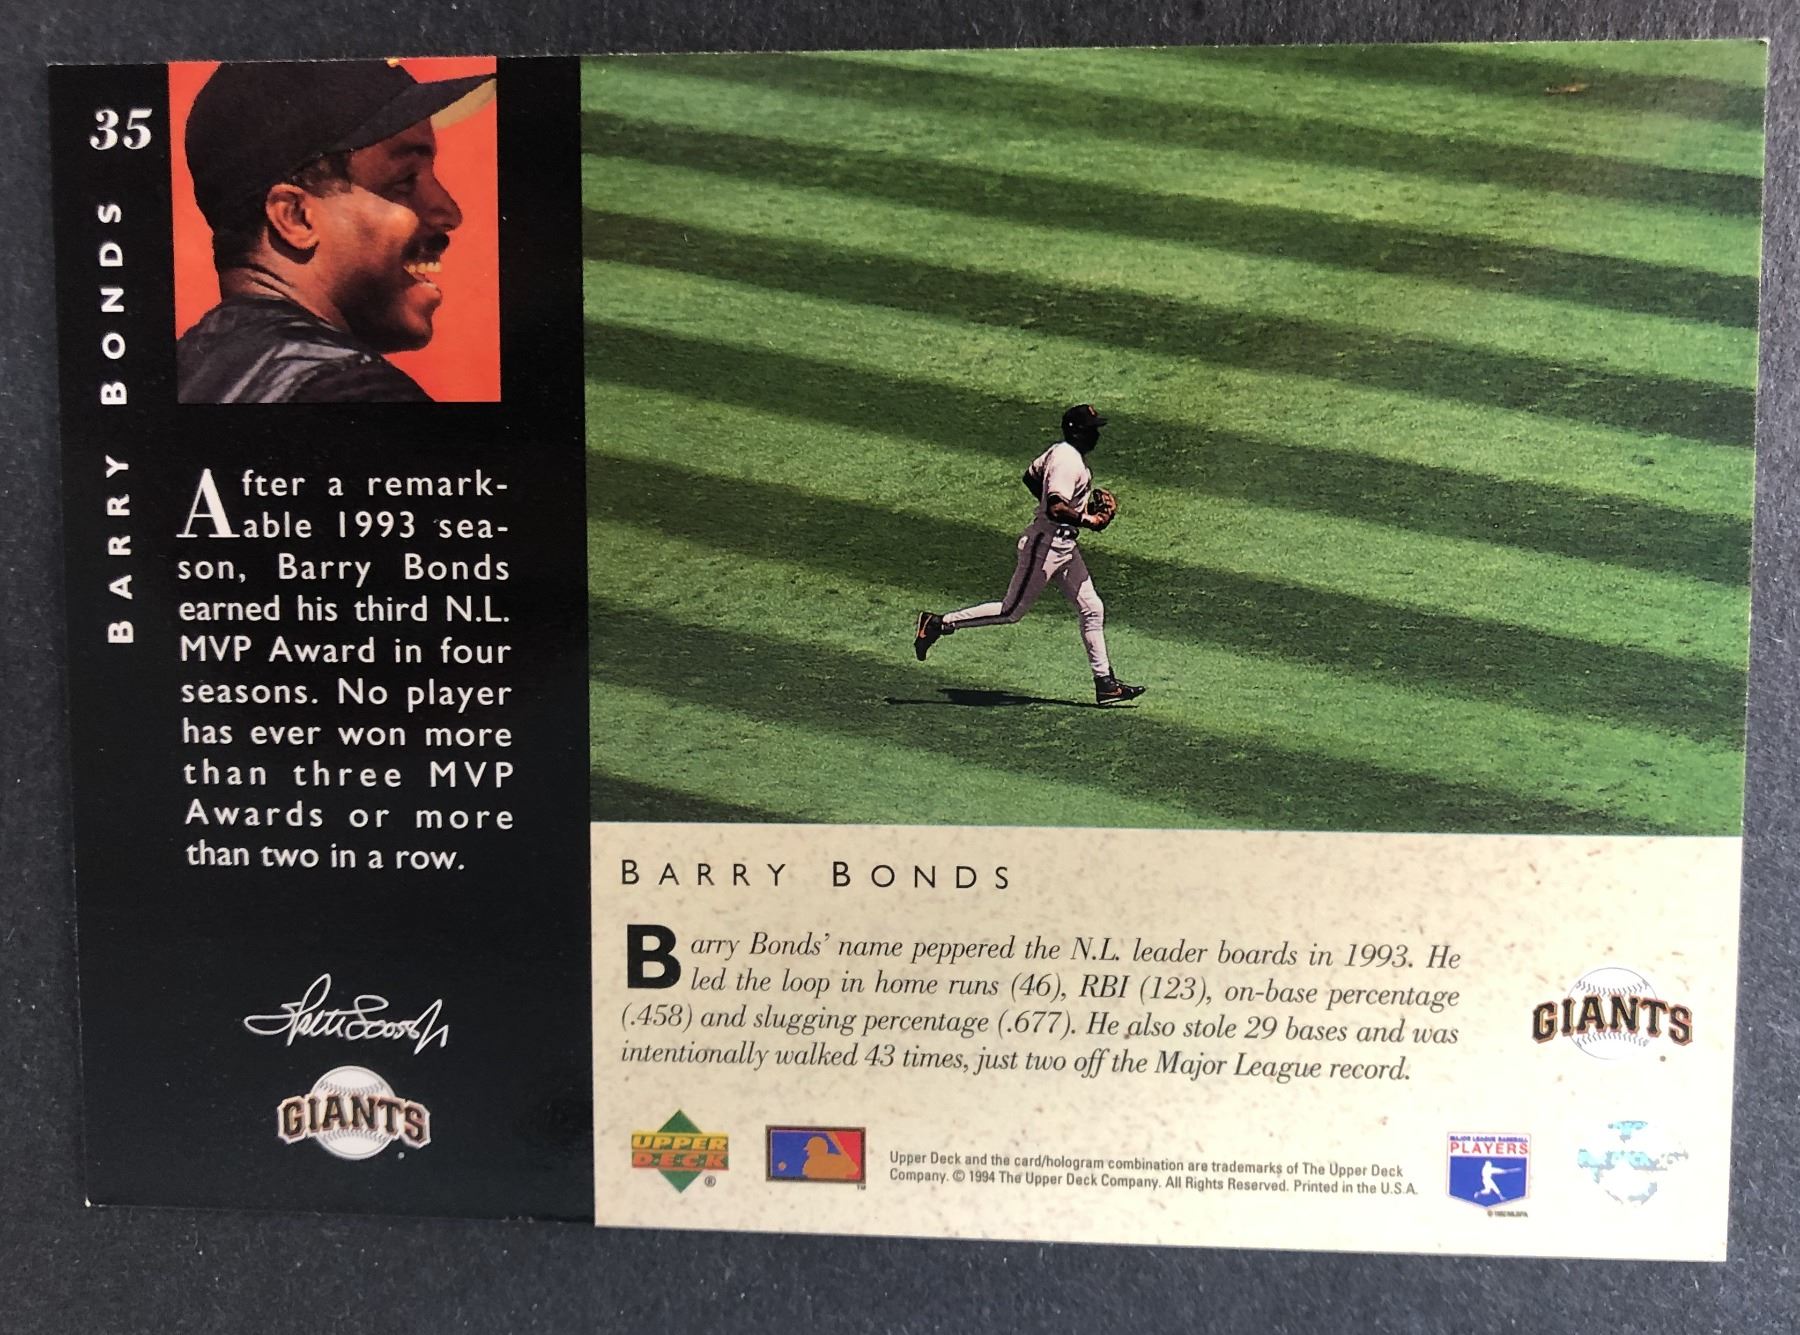 35
BARRY BONDS
After a remark-
able 1993 sea-
son, Barry Bonds
earned his third N.L.
MVP Award in four
seasons. No player
has ever won more
than three MVP
Awards or more
than two in a row.
GIANTS
BARRY BONDS
Barry Bonds' name peppered the N.L. leader boards in 1993. He
led the loop in home runs (46), RBI (123), on-base percentage
(.458) and slugging percentage (.677). He also stole 29 bases and was
intentionally walked 43 times, just two off the Major League record.
GIANTS
UPPER
DECK
®
TM
Upper Deck and the card/hologram combination are trademarks of The Upper Deck
Company. © 1994 The Upper Deck Company. All Rights Reserved. Printed in the U.S.A.
MAJOR LEAGUE BASEBALL
PLAYERS